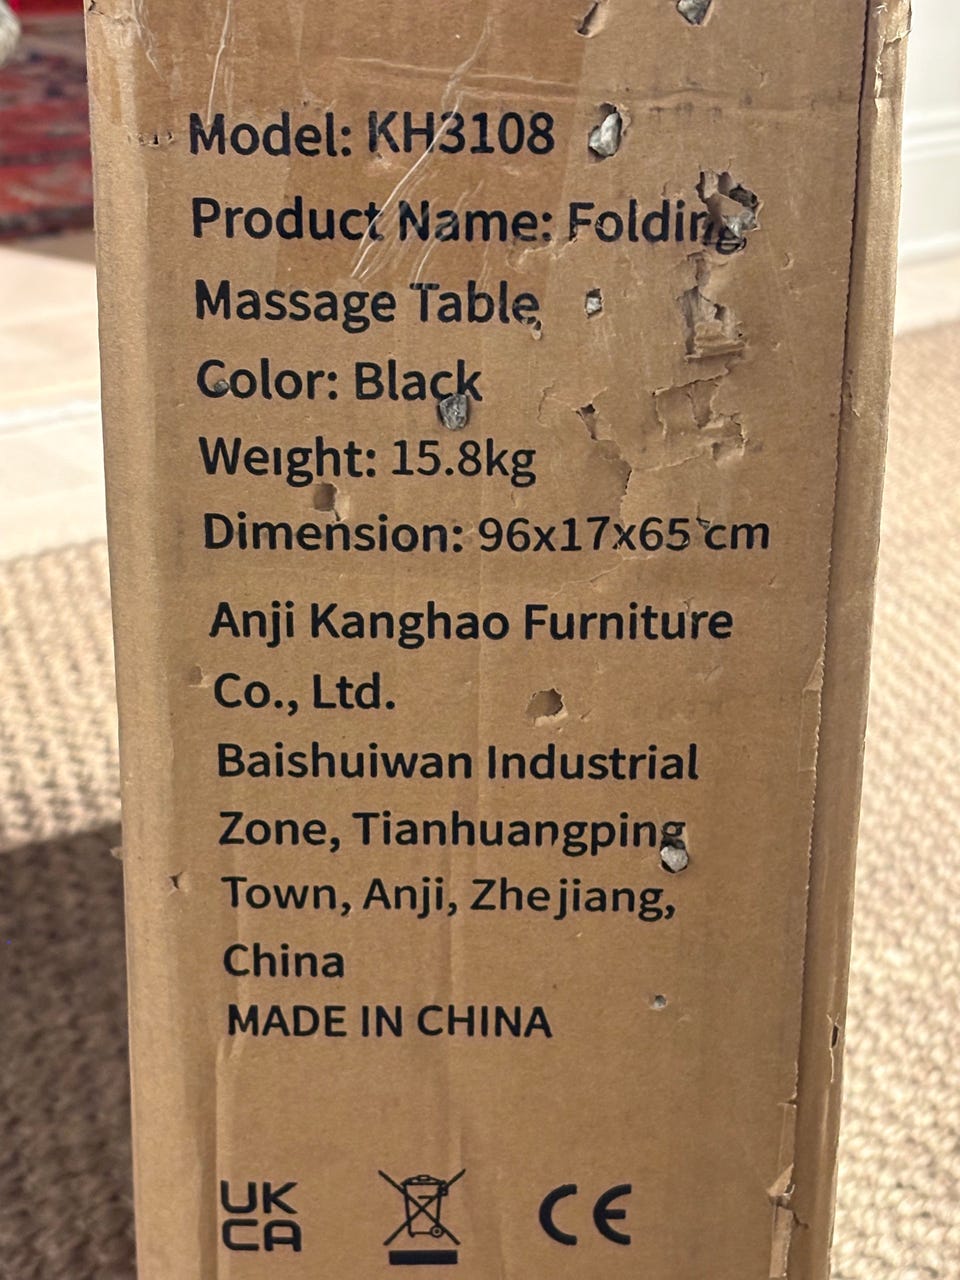 Model: KH3108
Product Name: Folding
Massage Table
Color: Black
Weight: 15.8kg
Dimension: 96x17x65 cm
Anji Kanghao Furniture
Co., Ltd.
Baishuiwan Industrial
Zone, Tianhuangping
Town, Anji, Zhejiang,
China
MADE IN CHINA
UK
CA
CE